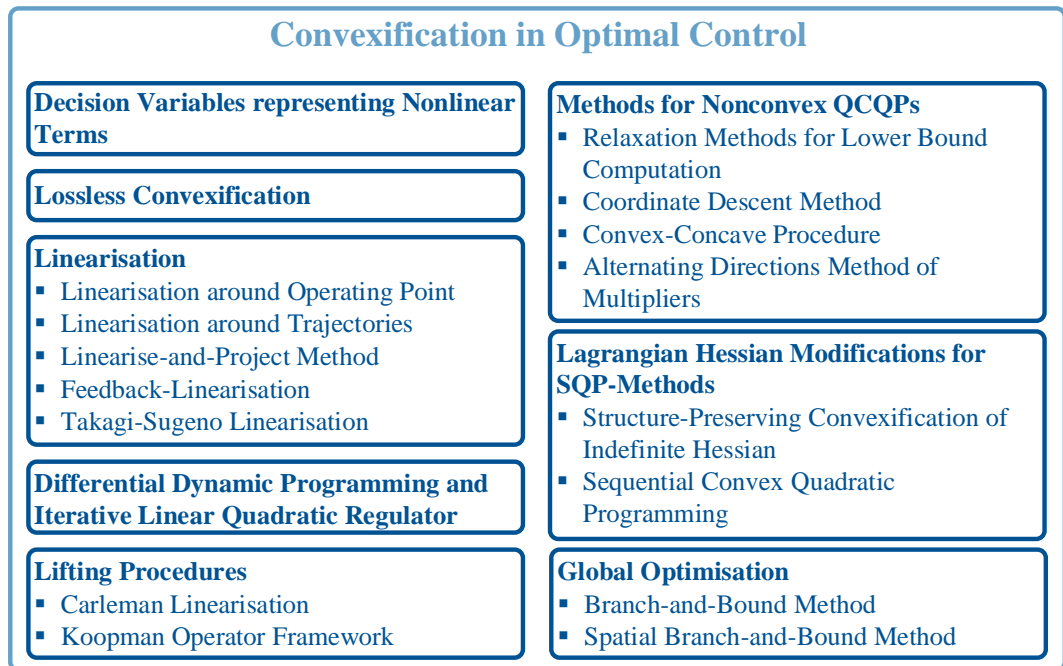 Convexification in Optimal Control
Decision Variables representing Nonlinear
Terms
Lossless Convexification
Linearisation
▪ Linearisation around Operating Point
▪ Linearisation around Trajectories
▪ Linearise-and-Project Method
▪ Feedback-Linearisation
▪ Takagi-Sugeno Linearisation
Differential Dynamic Programming and
Iterative Linear Quadratic Regulator
Lifting Procedures
▪ Carleman Linearisation
▪ Koopman Operator Framework
Methods for Nonconvex QCQPs
▪ Relaxation Methods for Lower Bound
Computation
▪ Coordinate Descent Method
▪ Convex-Concave Procedure
▪ Alternating Directions Method of
Multipliers
Lagrangian Hessian Modifications for
SQP-Methods
▪ Structure-Preserving Convexification of
Indefinite Hessian
▪ Sequential Convex Quadratic
Programming
Global Optimisation
▪ Branch-and-Bound Method
▪ Spatial Branch-and-Bound Method